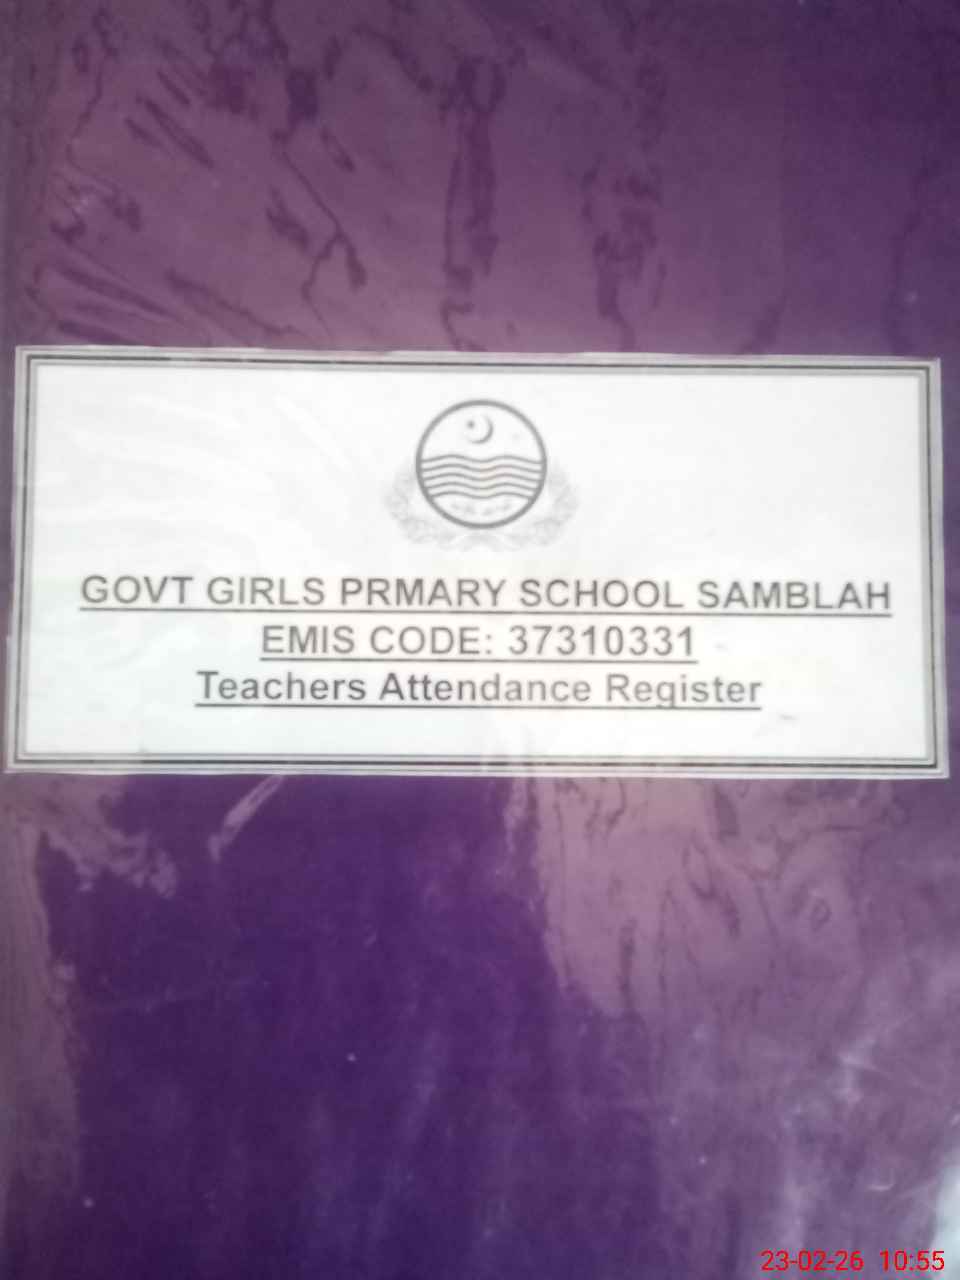 GOVT GIRLS PRMARY SCHOOL SAMBLAH
EMIS CODE: 37310331
Teachers Attendance Register
23-02-26 10:55